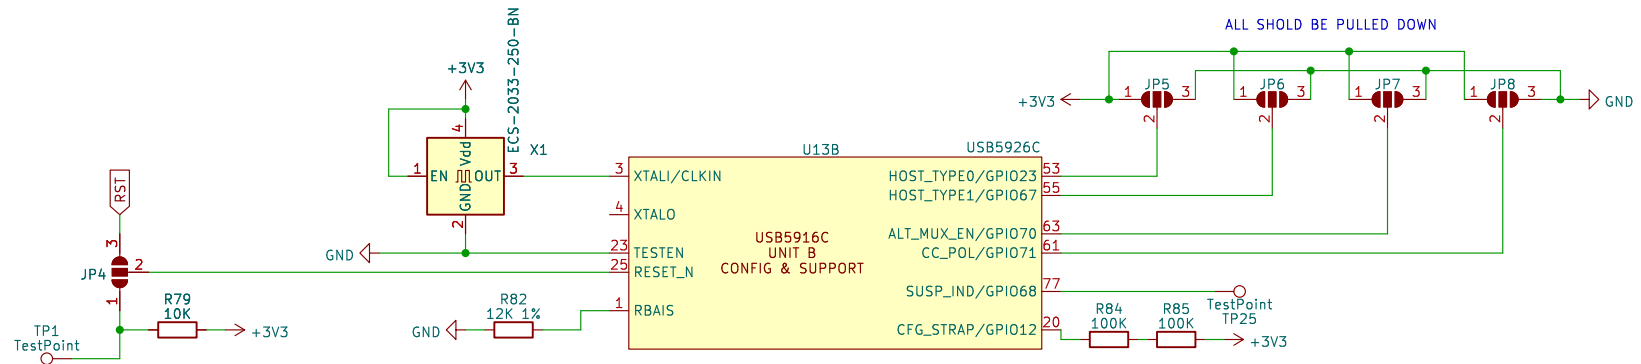 ALL SHOLD BE PULLED DOWN
ECS-2033-250-BN
+3V3
4
Vdd
1
EN
OUT
3
GND
2
X1
GND
RST
3
JP4
2
1
R79
10K
+3V3
TP1
TestPoint
R82
12K 1%
GND
U13B
USB5926C
3
XTALI/CLKIN
4
XTALO
23
TESTEN
25
RESET_N
1
RBAIS
USB5916C
UNIT B
CONFIG & SUPPORT
HOST_TYPE0/GPIO23
53
HOST_TYPE1/GPIO67
55
ALT_MUX_EN/GPIO70
63
CC_POL/GPIO71
61
SUSP_IND/GPIO68
77
CFG_STRAP/GPIO12
20
+3V3
1
JP5
3
2
1
JP6
3
2
1
JP7
3
2
1
JP8
3
2
GND
TestPoint
TP25
R84
100K
R85
100K
+3V3